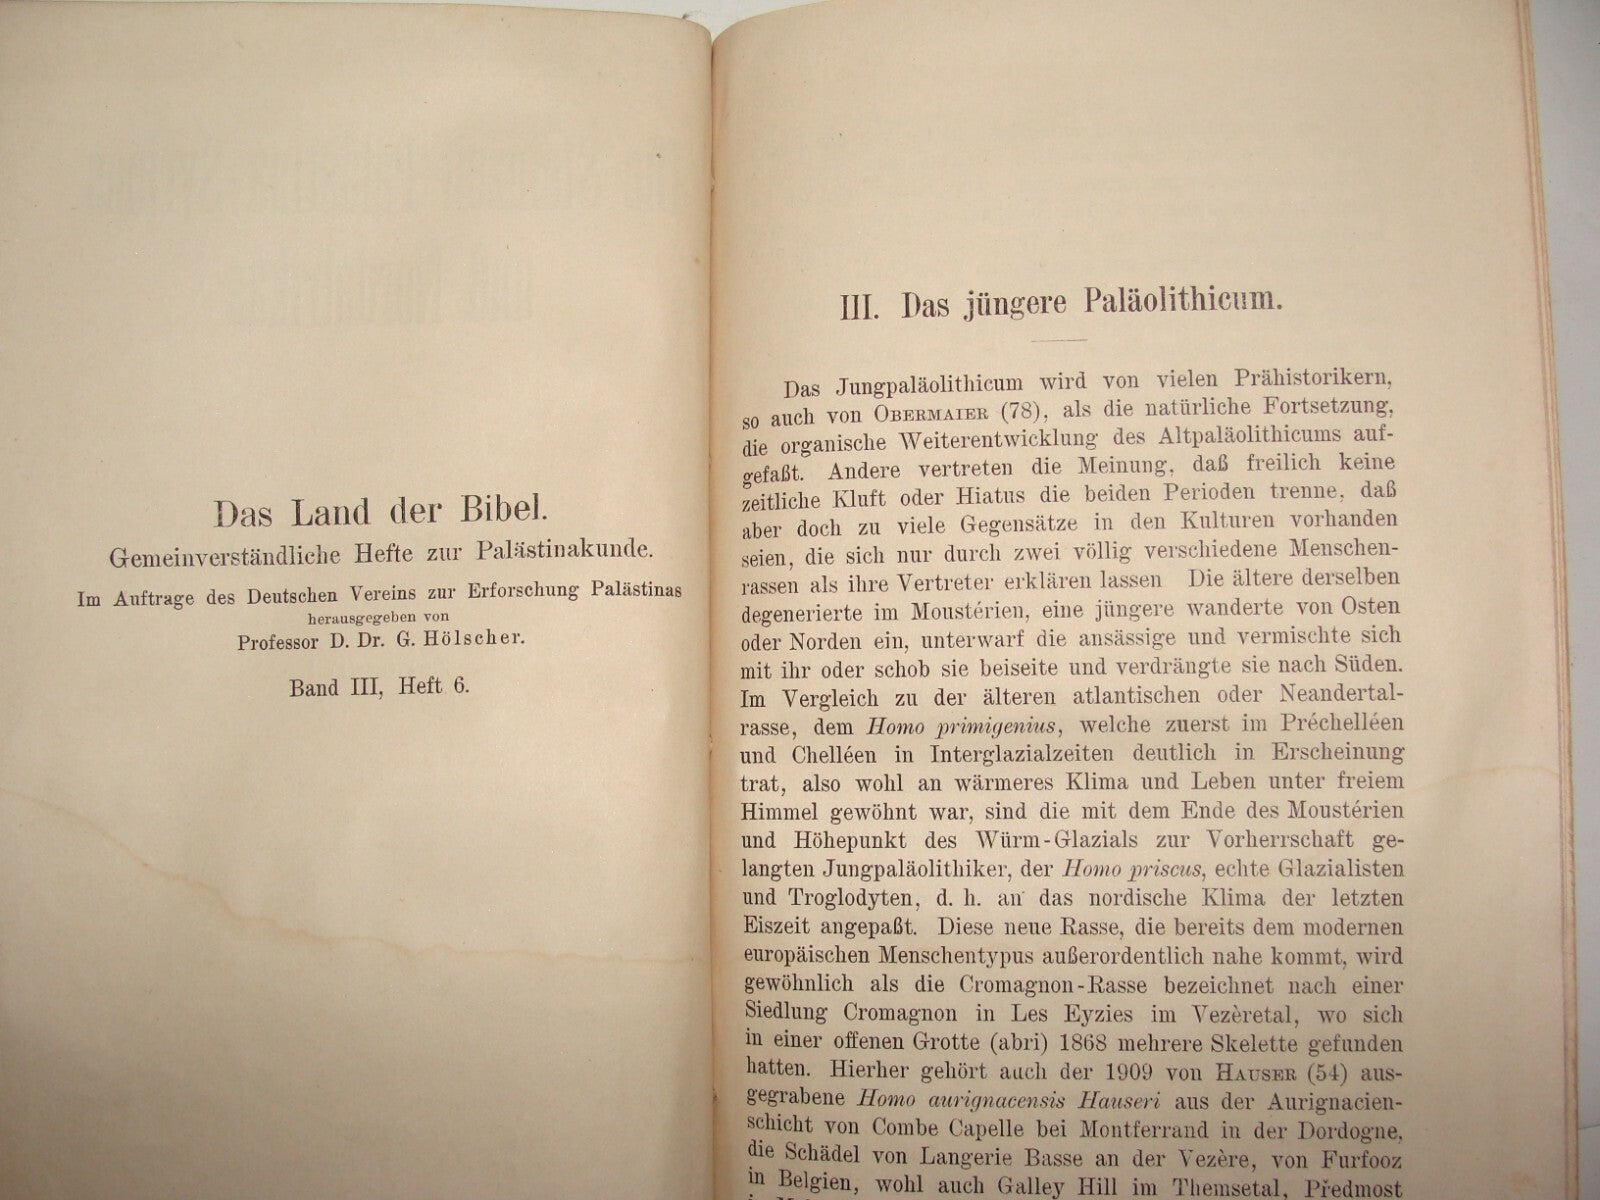 Das Land der Bibel.
Gemeinverständliche Hefte zur Palästinakunde.
Im Auftrage des Deutschen Vereins zur Erforschung Palästinas
herausgegeben von
Professor D. Dr. G. Hölscher.
Band III, Heft 6.
III. Das jüngere Paläolithicum.
Das Jungpaläolithicum wird von vielen Prähistorikern,
so auch von OBERMAIER (78), als die natürliche Fortsetzung,
die organische Weiterentwicklung des Altpaläolithicums auf-
gefaßt. Andere vertreten die Meinung, daß freilich keine
zeitliche Kluft oder Hiatus die beiden Perioden trenne, daß
aber doch zu viele Gegensätze in den Kulturen vorhanden
seien, die sich nur durch zwei völlig verschiedene Menschen-
rassen als ihre Vertreter erklären lassen Die ältere derselben
degenerierte im Moustérien, eine jüngere wanderte von Osten
oder Norden ein, unterwarf die ansässige und vermischte sich
mit ihr oder schob sie beiseite und verdrängte sie nach Süden.
Im Vergleich zu der älteren atlantischen oder Neandertal-
rasse, dem Homo primigenius, welche zuerst im Préchelléen
und Chelléen in Interglazialzeiten deutlich in Erscheinung
trat, also wohl an wärmeres Klima und Leben unter freiem
Himmel gewöhnt war, sind die mit dem Ende des Moustérien
und Höhepunkt des Würm-Glazials zur Vorherrschaft ge-
langten Jungpaläolithiker, der Homo priscus, echte Glazialisten
und Troglodyten, d. h. an das nordische Klima der letzten
Eiszeit angepaßt. Diese neue Rasse, die bereits dem modernen
europäischen Menschentypus außerordentlich nahe kommt, wird
gewöhnlich als die Cromagnon-Rasse bezeichnet nach einer
Siedlung Cromagnon in Les Eyzies im Vezèretal, wo sich
in einer offenen Grotte (abri) 1868 mehrere Skelette gefunden
hatten. Hierher gehört auch der 1909 von HAUSER (54) aus-
gegrabene Homo aurignacensis Hauseri aus der Aurignacien-
schicht von Combe Capelle bei Montferrand in der Dordogne,
die Schädel von Langerie Basse an der Vezère, von Furfooz
in Belgien, wohl auch Galley Hill im Themsetal, Předmost